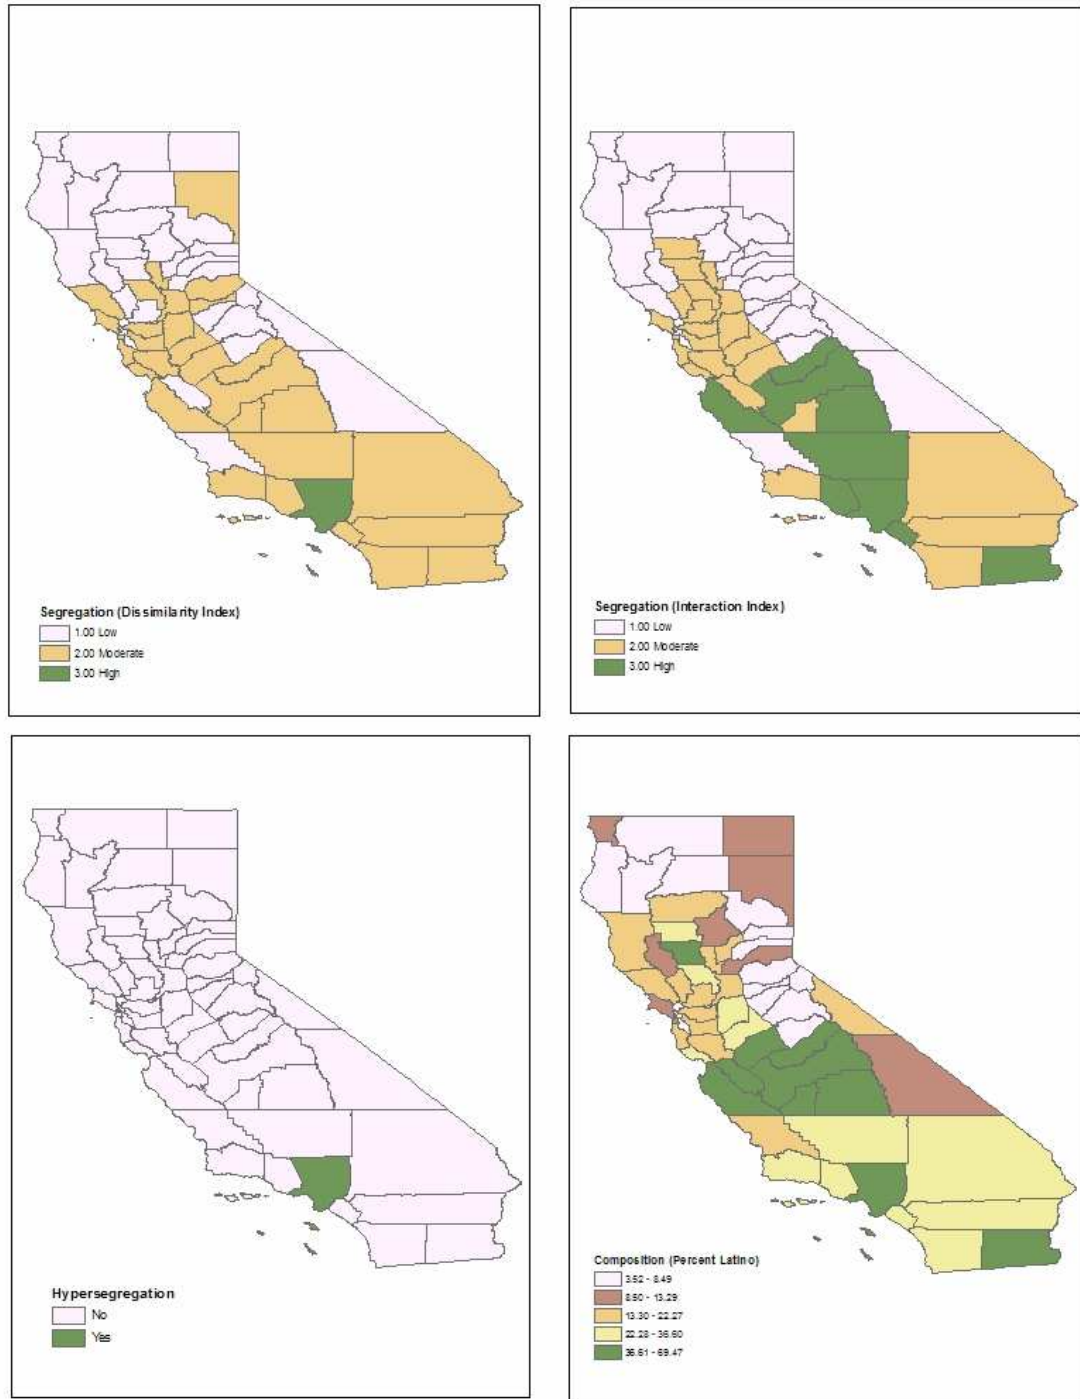 Segregation (Dissimilarity Index)
1.00 Low
2.00 Moderate
3.00 High
Segregation (Interaction Index)
1.00 Low
2.00 Moderate
3.00 High
Hypersegregation
No
Yes
Composition (Percent Latino)
3.52 - 8.49
8.50 - 13.29
13.30 - 22.27
22.28 - 36.60
36.61 - 69.47